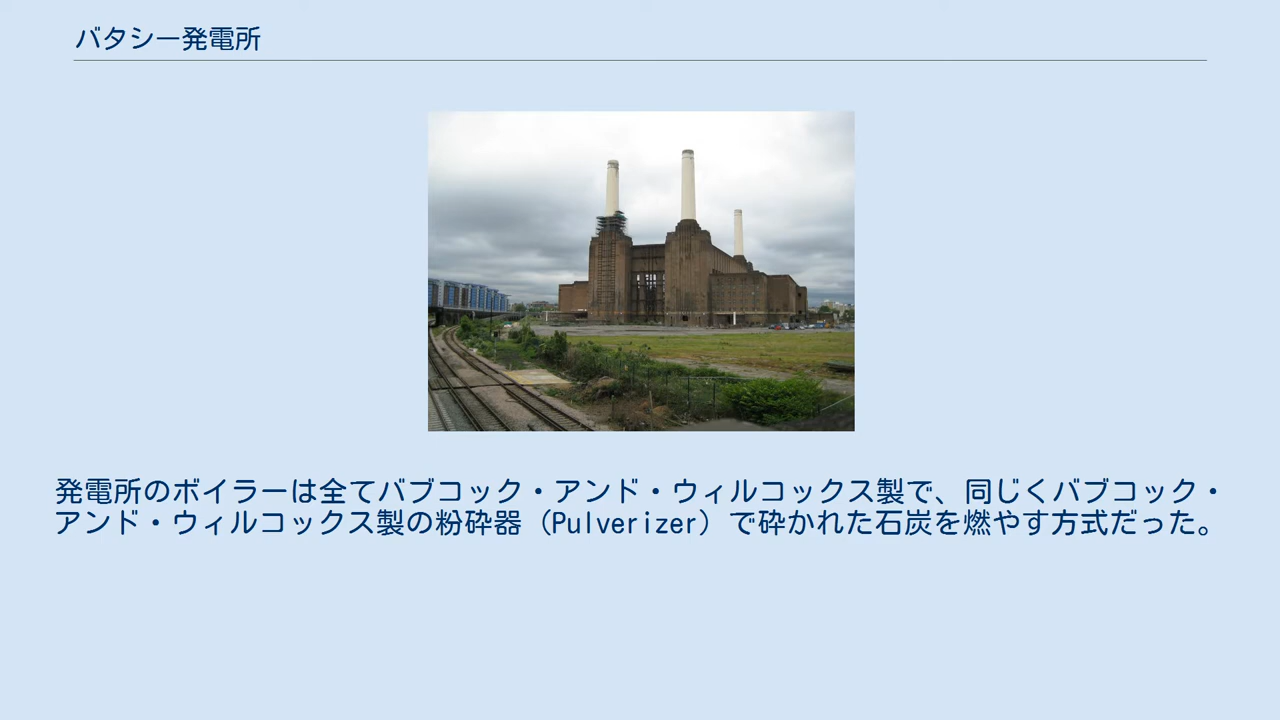 バタシー発電所
発電所のボイラーは全てバブコック・アンド・ウィルコックス製で、同じくバブコック・
アンド・ウィルコックス製の粉砕器（Pulverizer）で砕かれた石炭を燃やす方式だった。